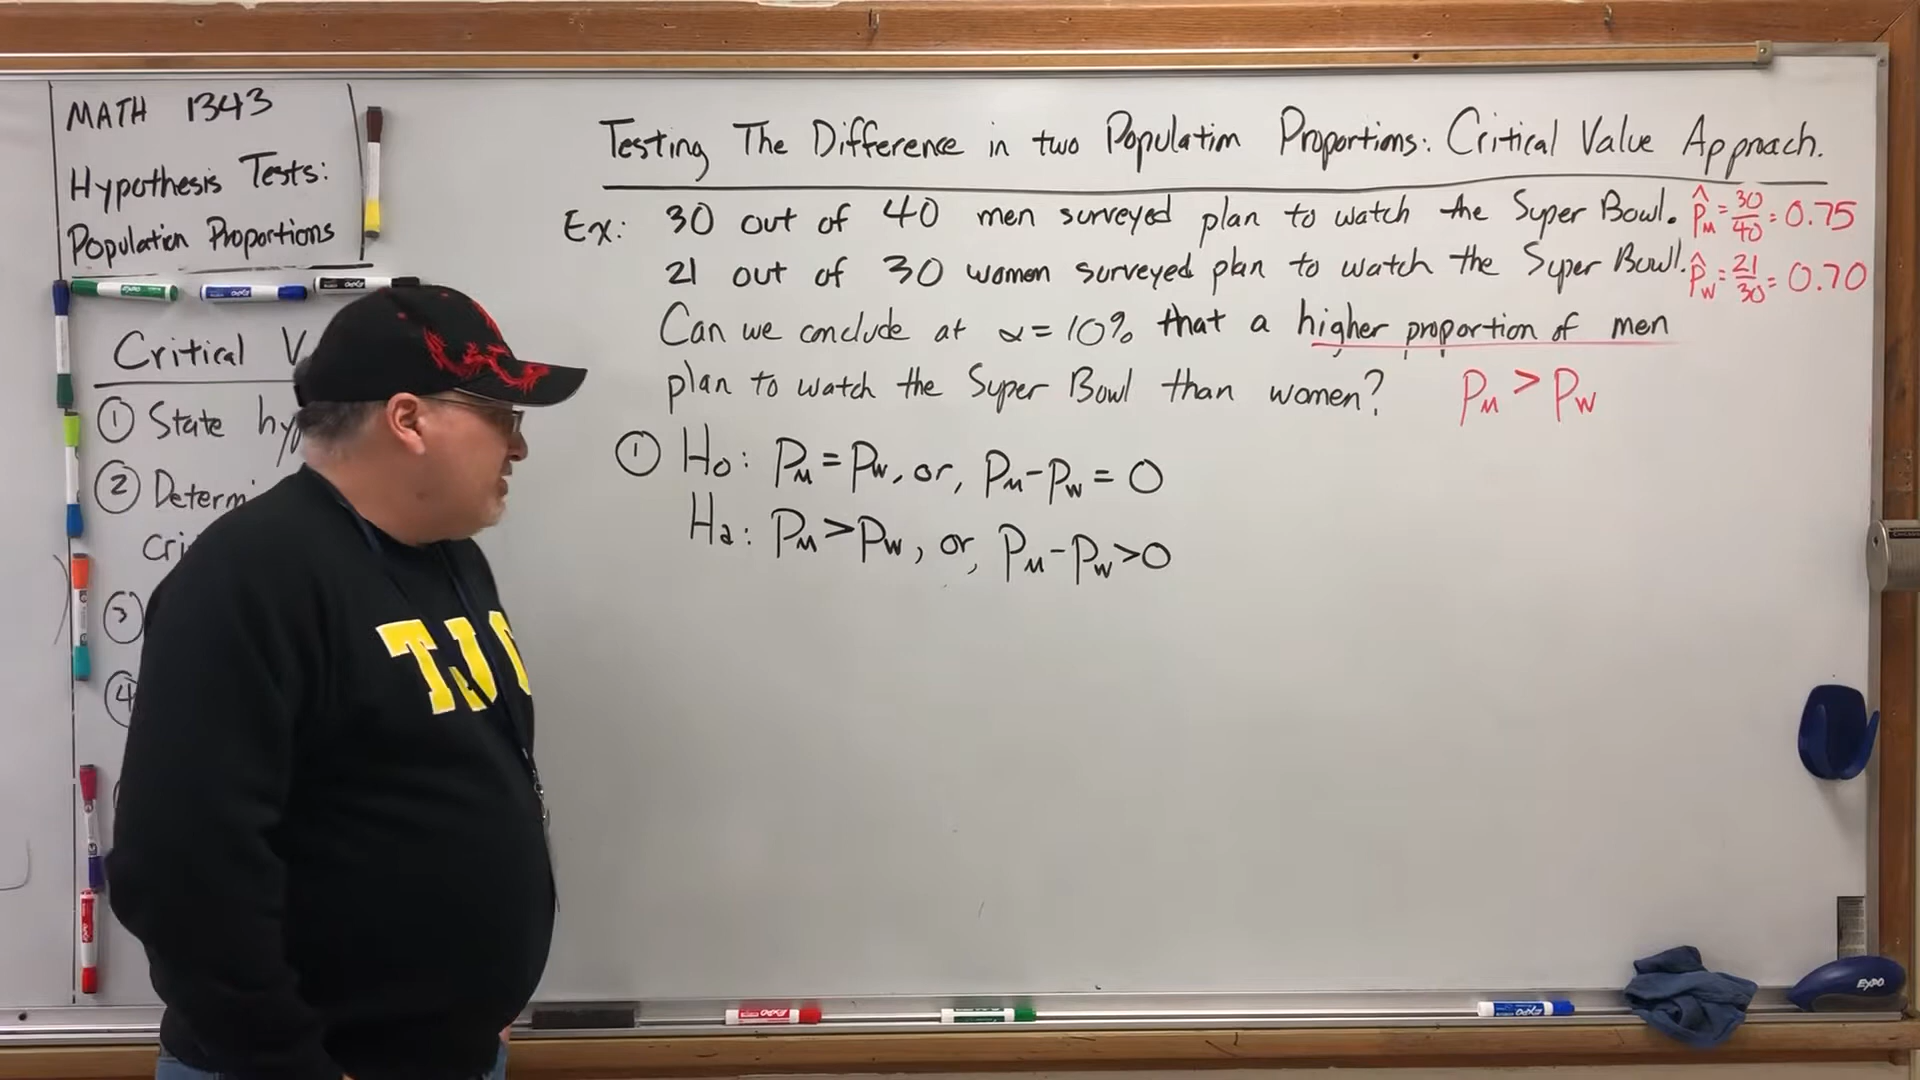 MATH 1343
Hypothesis Tests:
Population Proportions
Critical
① State
②
③
④
Testing The Difference in two Population Proportions: Critical Value Approach.
Ex: 30 out of 40 men surveyed plan to watch the Super Bowl. p̂M = 30/40 = 0.75
21 out of 30 women surveyed plan to watch the Super Bowl. p̂W = 21/30 = 0.70
Can we conclude at α = 10% that a higher proportion of men
plan to watch the Super Bowl than women? PM > PW
① Ho: PM = PW, or, PM - PW = 0
Ha: PM > PW, or, PM - PW > 0
TJC
EXPO